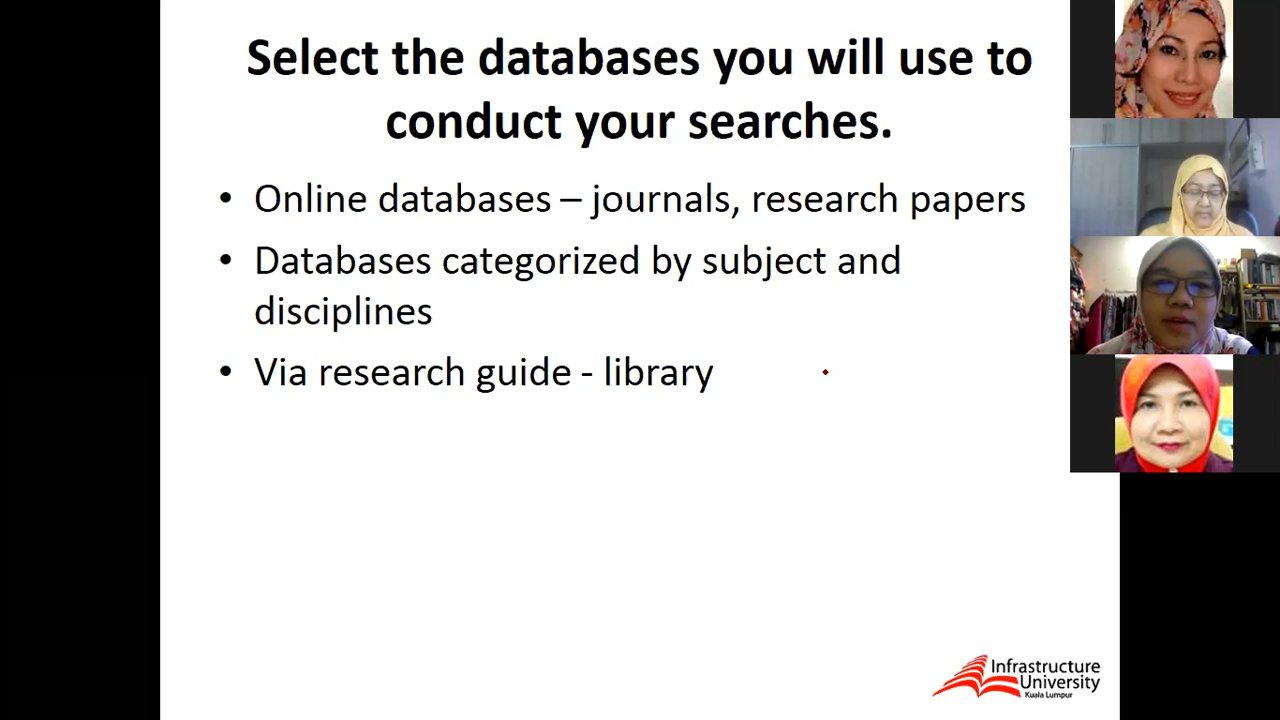 Select the databases you will use to
conduct your searches.
• Online databases – journals, research papers
• Databases categorized by subject and
disciplines
• Via research guide - library
Infrastructure
University
Kuala Lumpur